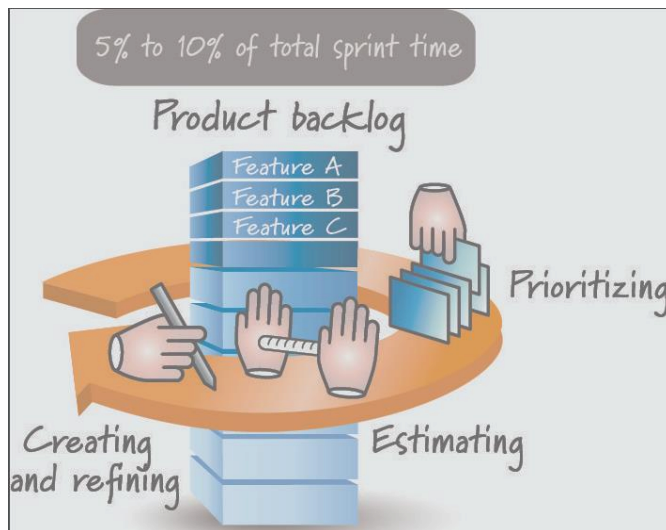 5% to 10% of total sprint time
Product backlog
Feature A
Feature B
Feature C
Prioritizing
Creating
and refining
Estimating